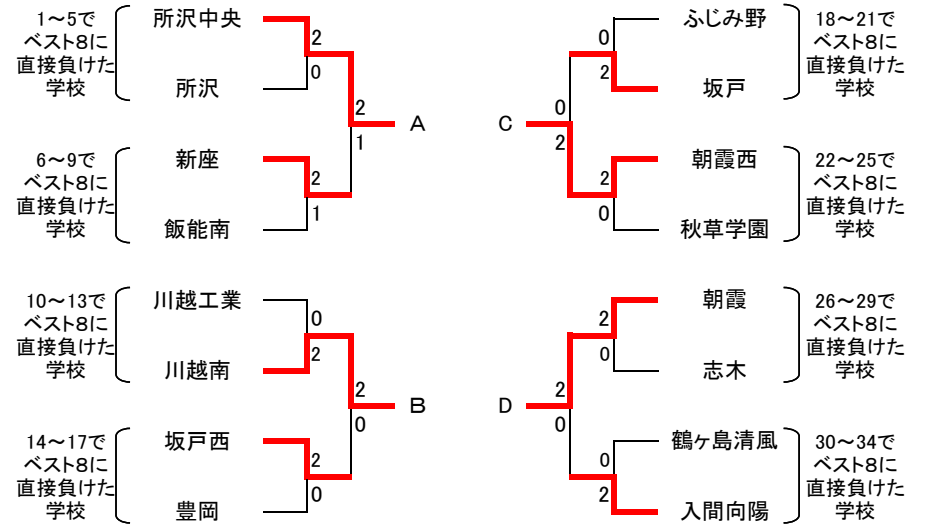 1～5で
ベスト8に
直接負けた
学校
所沢中央
2
0
所沢
2
1
A
6～9で
ベスト8に
直接負けた
学校
新座
2
1
飯能南
10～13で
ベスト8に
直接負けた
学校
川越工業
0
2
川越南
2
0
B
14～17で
ベスト8に
直接負けた
学校
坂戸西
2
0
豊岡
ふじみ野
0
2
坂戸
18～21で
ベスト8に
直接負けた
学校
C
0
2
朝霞西
2
0
秋草学園
22～25で
ベスト8に
直接負けた
学校
朝霞
2
0
志木
26～29で
ベスト8に
直接負けた
学校
D
2
0
鶴ヶ島清風
0
2
入間向陽
30～34で
ベスト8に
直接負けた
学校